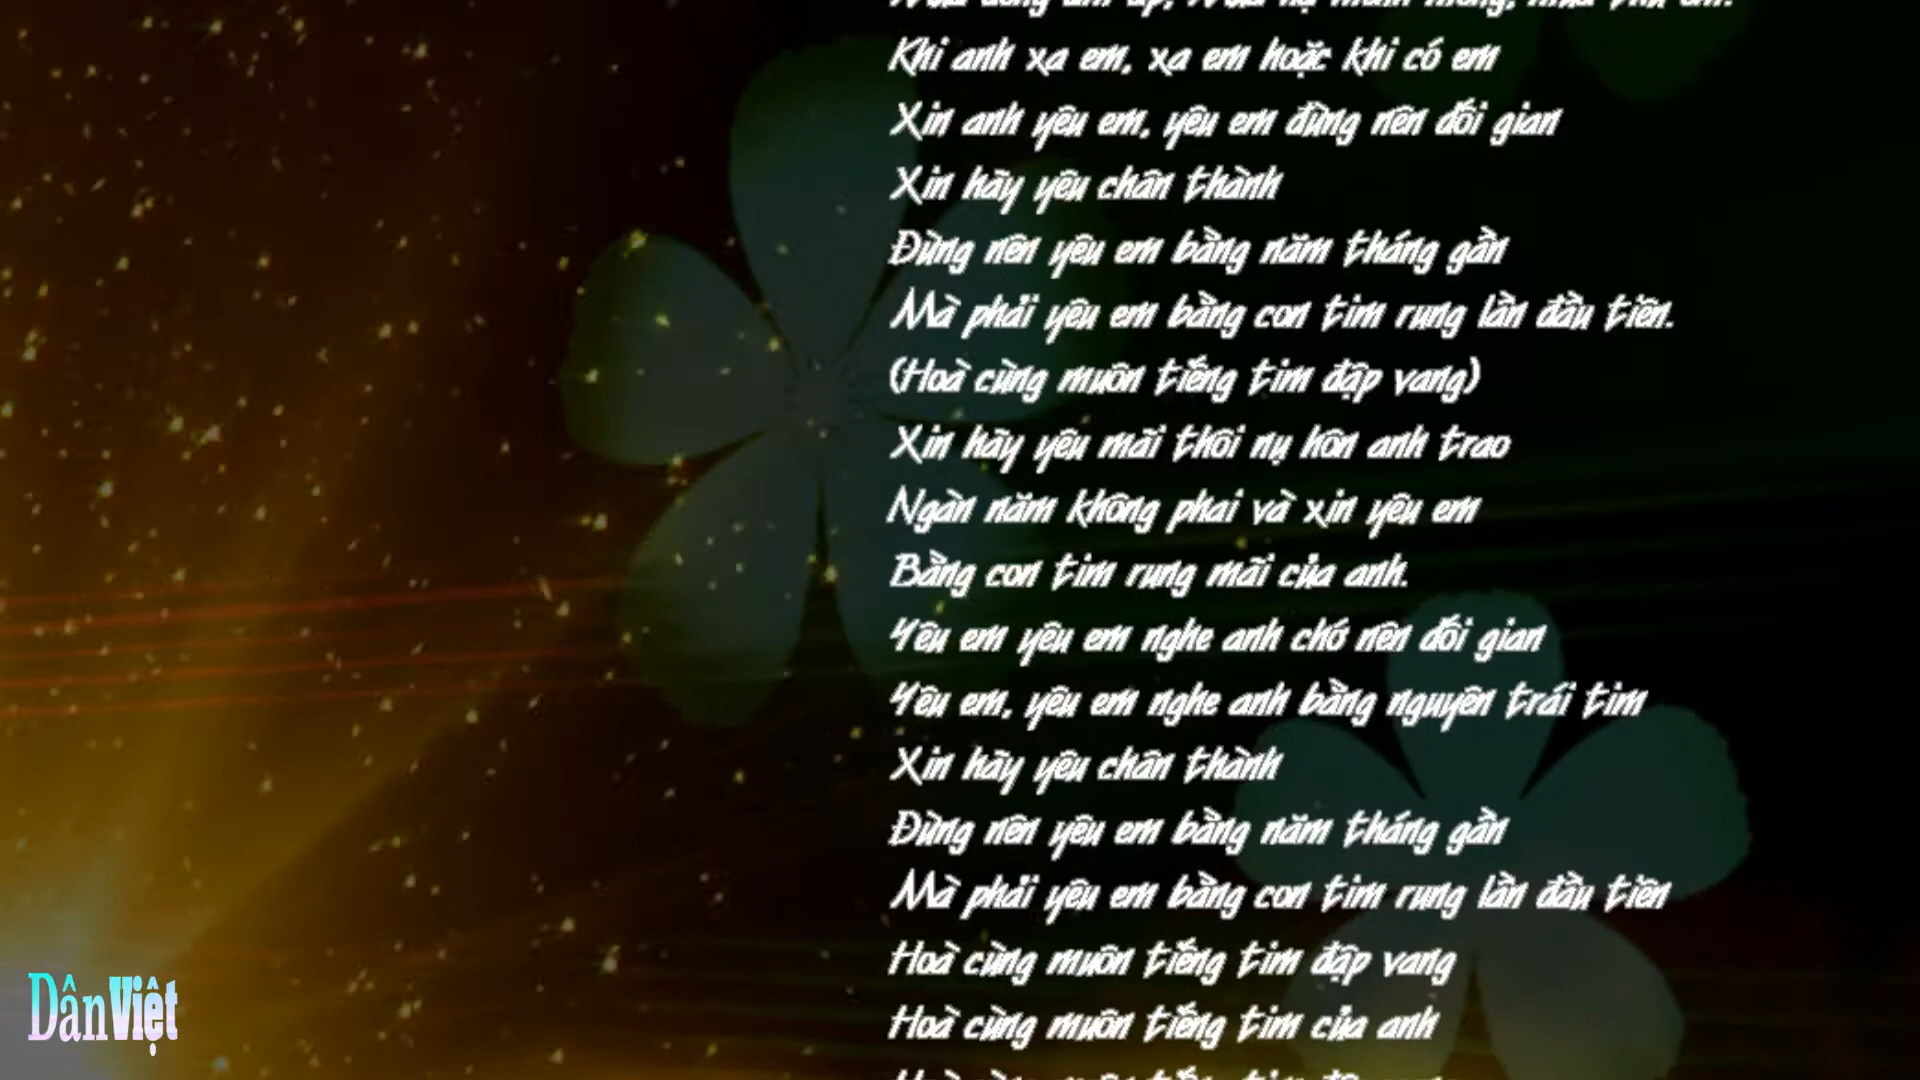 Khi anh xa em, xa em hoặc khi có em
Xin anh yêu em, yêu em đừng nên dối gian
Xin hãy yêu chân thành
Đừng nên yêu em bằng năm tháng gần
Mà phải yêu em bằng con tim rung lần đầu tiên.
(Hoà cùng muôn tiếng tim đập vang)
Xin hãy yêu mãi thôi nụ hôn anh trao
Ngàn năm không phai và xin yêu em
Bằng con tim rung mãi của anh.
Yêu em yêu em nghe anh chớ nên dối gian
Yêu em, yêu em nghe anh bằng nguyên trái tim
Xin hãy yêu chân thành
Đừng nên yêu em bằng năm tháng gần
Mà phải yêu em bằng con tim rung lần đầu tiên
Hoà cùng muôn tiếng tim đập vang
Hoà cùng muôn tiếng tim của anh
DânViệt